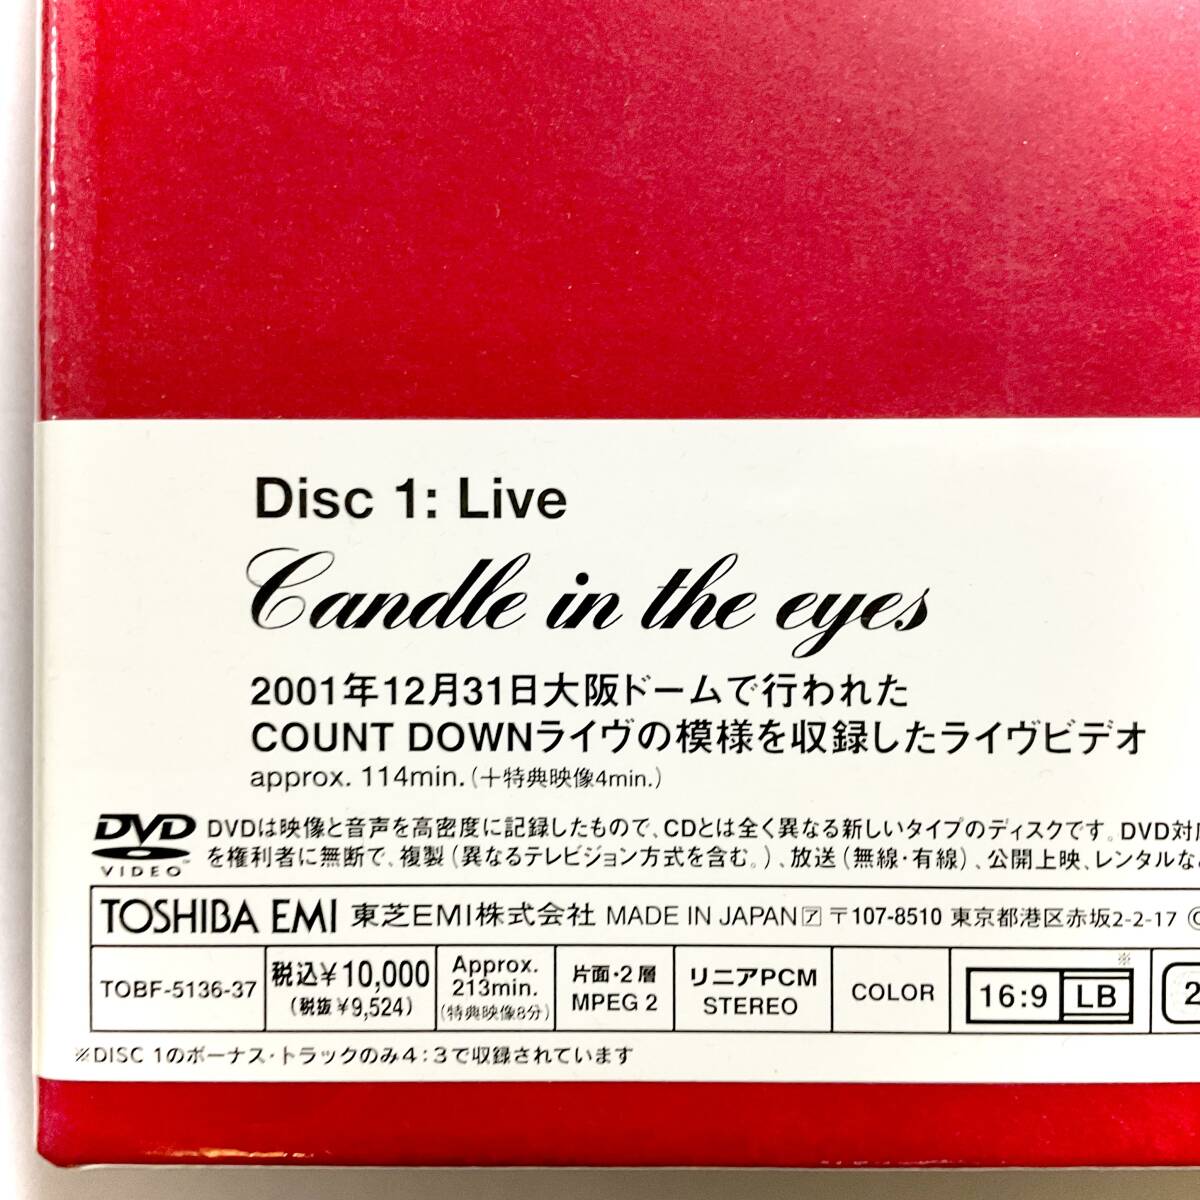 Disc 1: Live
Candle in the eyes
2001年12月31日大阪ドームで行われた
COUNT DOWNライヴの模様を収録したライヴビデオ
approx. 114min.(＋特典映像4min.)
DVD VIDEO
DVDは映像と音声を高密度に記録したもので、CDとは全く異なる新しいタイプのディスクです。DVD対応
を権利者に無断で、複製(異なるテレビジョン方式を含む。)、放送(無線・有線)、公開上映、レンタルなど
TOSHIBA EMI 東芝EMI株式会社 MADE IN JAPAN ア 〒107-8510 東京都港区赤坂2-2-17 ©
TOBF-5136-37
税込¥10,000
(税抜¥9,524)
Approx.
213min.
(特典映像8分)
片面・2層
MPEG 2
リニアPCM
STEREO
COLOR
※
16:9 LB
2
※DISC 1のボーナス・トラックのみ4:3で収録されています